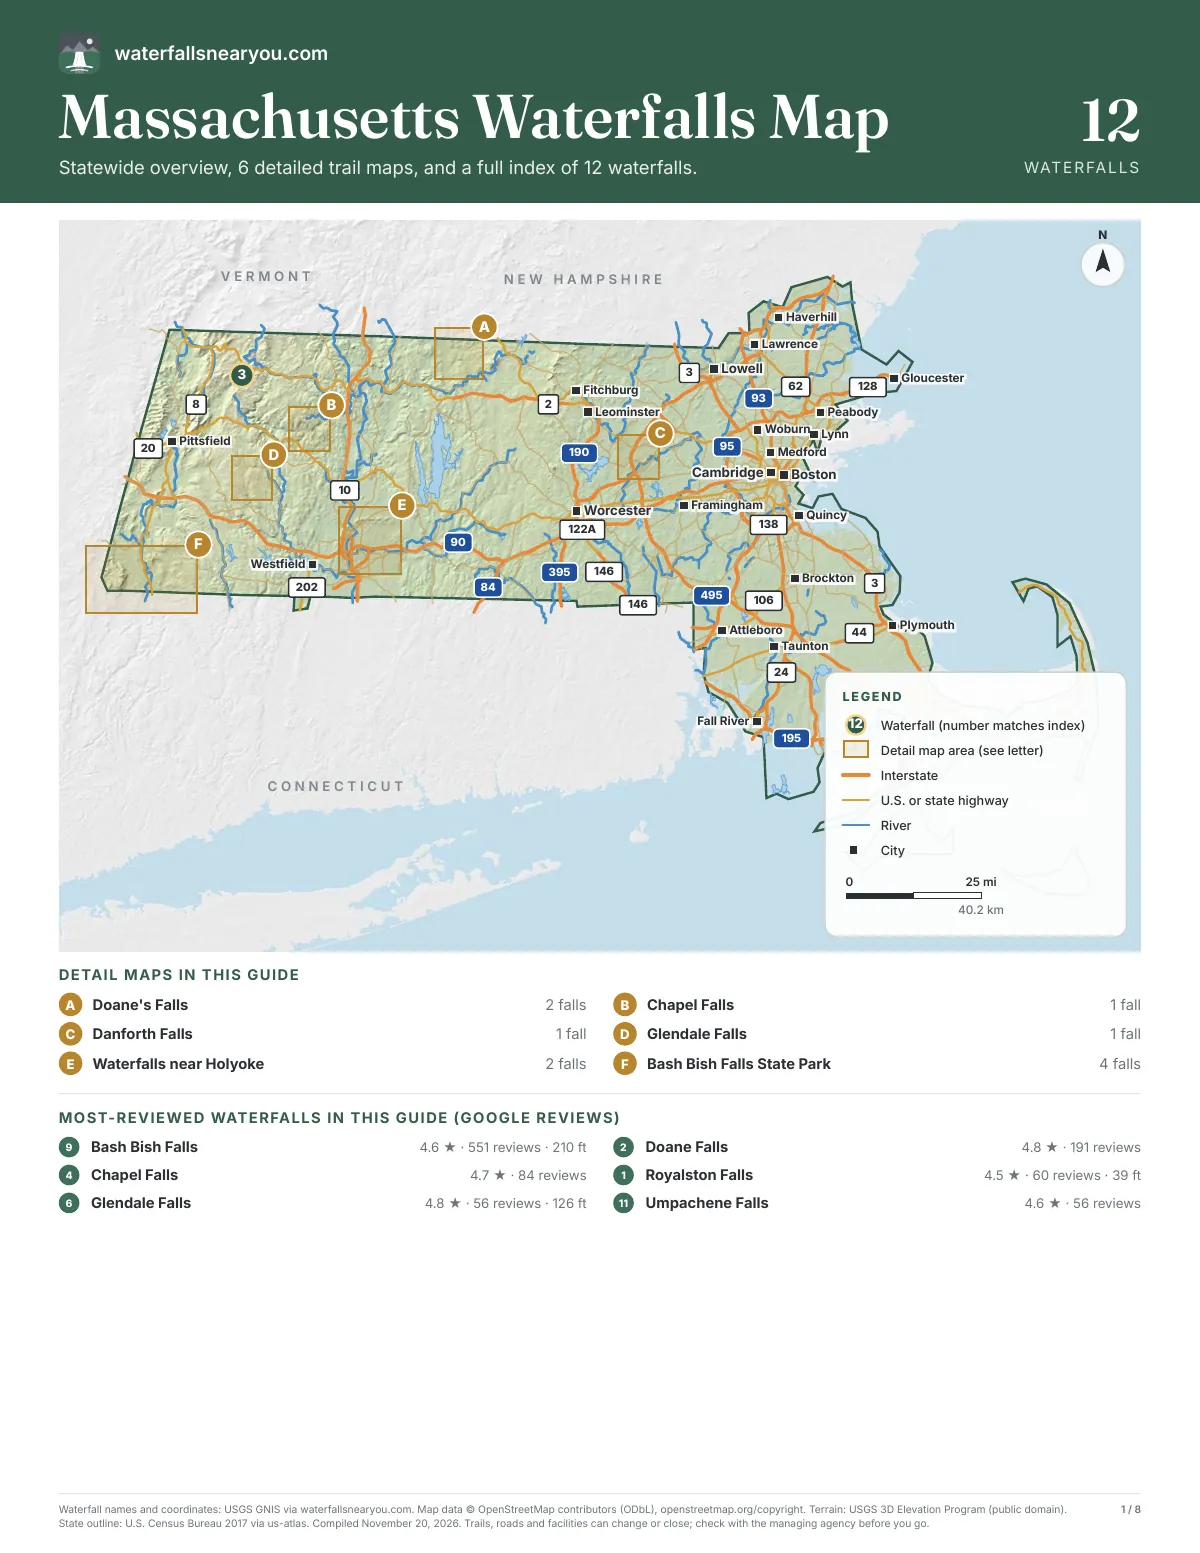 waterfallsnearyou.com
Massachusetts Waterfalls Map
12
Statewide overview, 6 detailed trail maps, and a full index of 12 waterfalls.
WATERFALLS
N
VERMONT
NEW HAMPSHIRE
Haverhill
A
Lawrence
3
3
Lowell
Gloucester
62
128
8
B
Fitchburg
93
2
Leominster
Peabody
20
Pittsfield
C
Woburn
Lynn
D
190
95
Medford
Cambridge
Boston
10
E
Worcester
Framingham
Quincy
122A
138
F
90
Westfield
395
146
Brockton
3
202
84
495
106
146
Plymouth
Attleboro
44
Taunton
24
Fall River
195
CONNECTICUT
LEGEND
12
Waterfall (number matches index)
Detail map area (see letter)
Interstate
U.S. or state highway
River
City
0
25 mi
40.2 km
DETAIL MAPS IN THIS GUIDE
A Doane's Falls 2 falls
B Chapel Falls 1 fall
C Danforth Falls 1 fall
D Glendale Falls 1 fall
E Waterfalls near Holyoke 2 falls
F Bash Bish Falls State Park 4 falls
MOST-REVIEWED WATERFALLS IN THIS GUIDE (GOOGLE REVIEWS)
9 Bash Bish Falls 4.6 ★ · 551 reviews · 210 ft
2 Doane Falls 4.8 ★ · 191 reviews
4 Chapel Falls 4.7 ★ · 84 reviews
1 Royalston Falls 4.5 ★ · 60 reviews · 39 ft
6 Glendale Falls 4.8 ★ · 56 reviews · 126 ft
11 Umpachene Falls 4.6 ★ · 56 reviews
Waterfall names and coordinates: USGS GNIS via waterfallsnearyou.com. Map data © OpenStreetMap contributors (ODbL), openstreetmap.org/copyright. Terrain: USGS 3D Elevation Program (public domain).
1 / 8
State outline: U.S. Census Bureau 2017 via us-atlas. Compiled November 20, 2026. Trails, roads and facilities can change or close; check with the managing agency before you go.